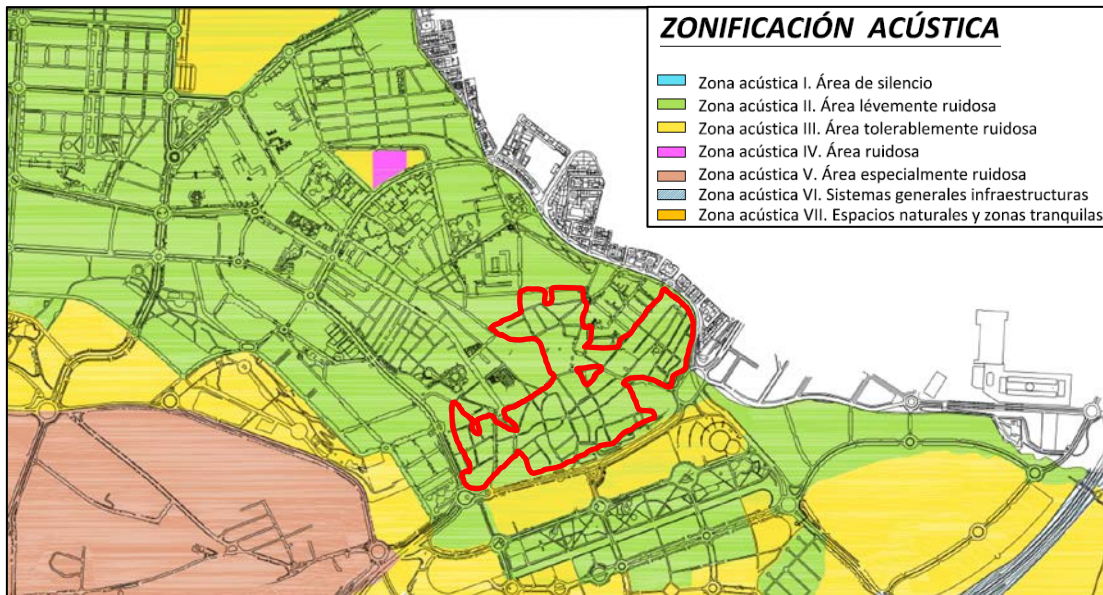 ZONIFICACIÓN ACÚSTICA
Zona acústica I. Área de silencio
Zona acústica II. Área lévemente ruidosa
Zona acústica III. Área tolerablemente ruidosa
Zona acústica IV. Área ruidosa
Zona acústica V. Área especialmente ruidosa
Zona acústica VI. Sistemas generales infraestructuras
Zona acústica VII. Espacios naturales y zonas tranquilas